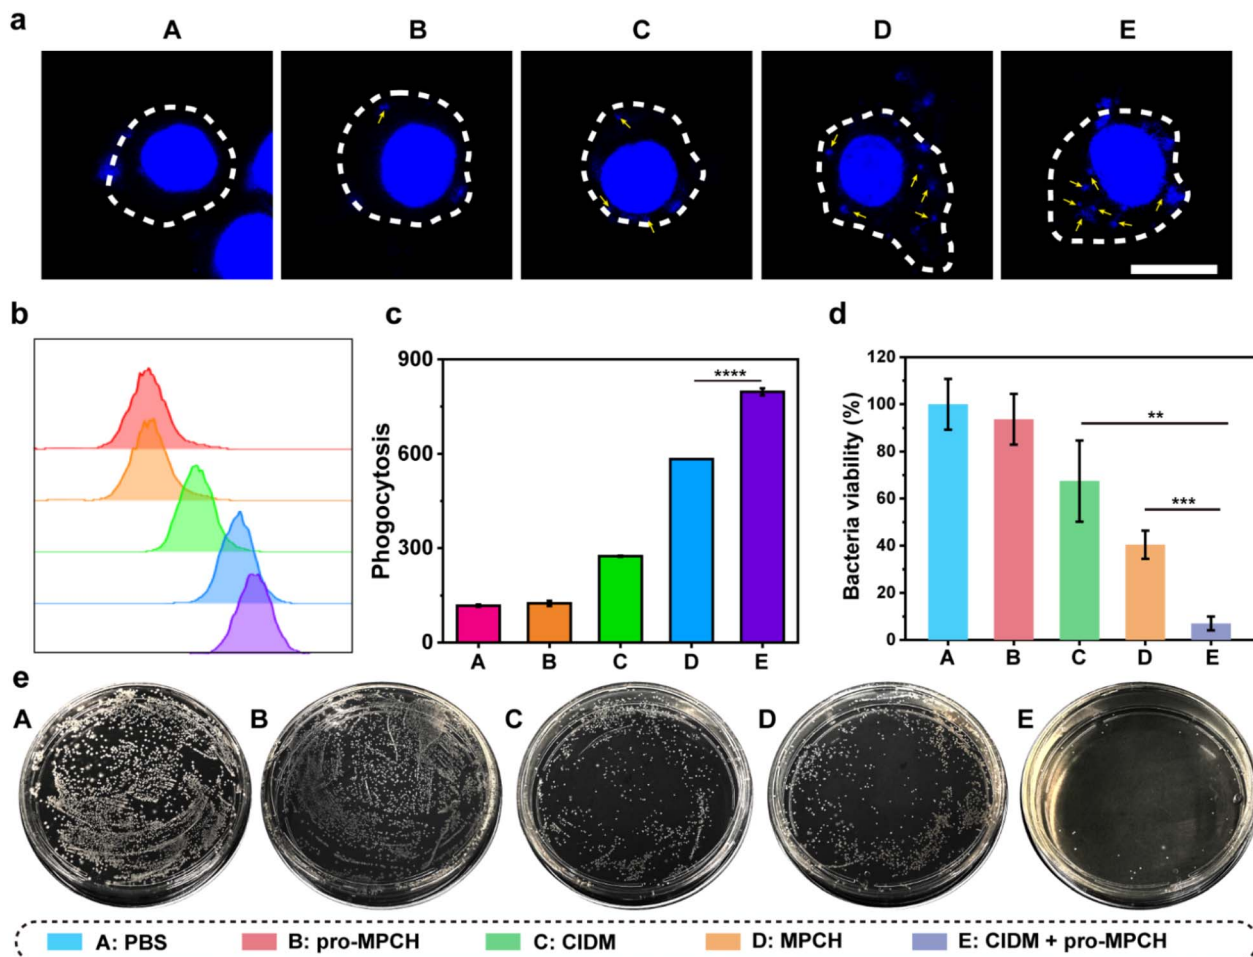 a
A B C D E
b
c
Phogocytosis
900
600
300
0
****
A B C D E
d
Bacteria viability (%)
120
100
80
60
40
20
0
**
***
A B C D E
e
A B C D E
A: PBS B: pro-MPCH C: CIDM D: MPCH E: CIDM + pro-MPCH